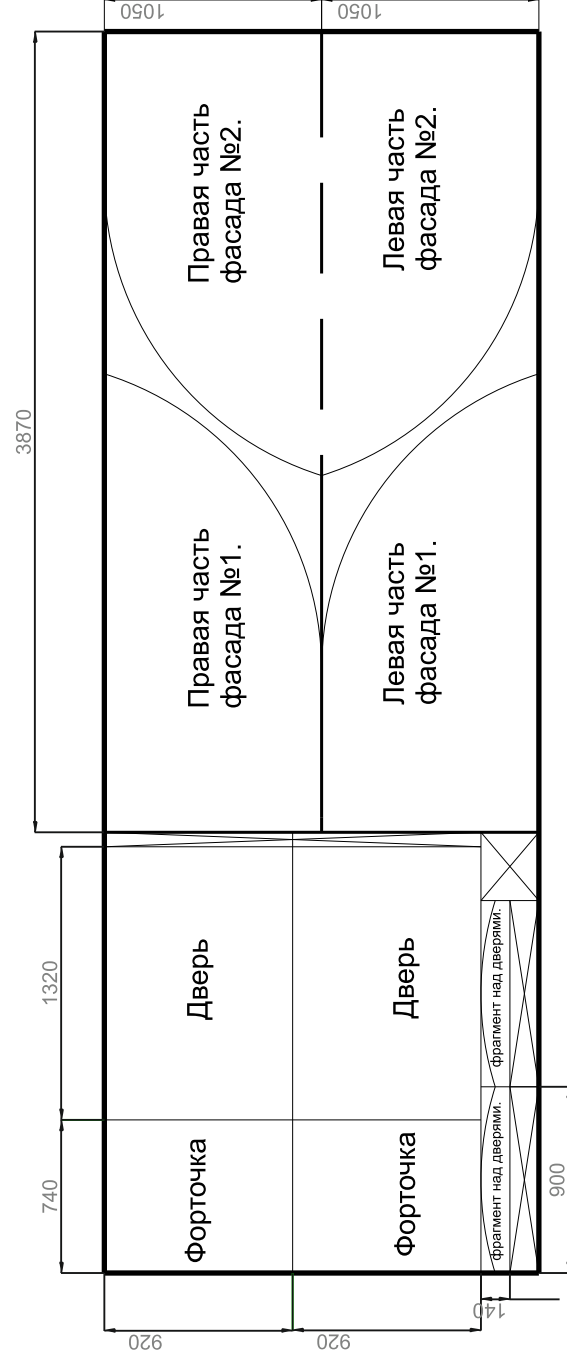 1050
1050
3870
Правая часть
фасада №2.
Левая часть
фасада №2.
Правая часть
фасада №1.
Левая часть
фасада №1.
1320
Дверь
Дверь
фрагмент над дверями.
740
Форточка
Форточка
фрагмент над дверями.
900
140
920
920